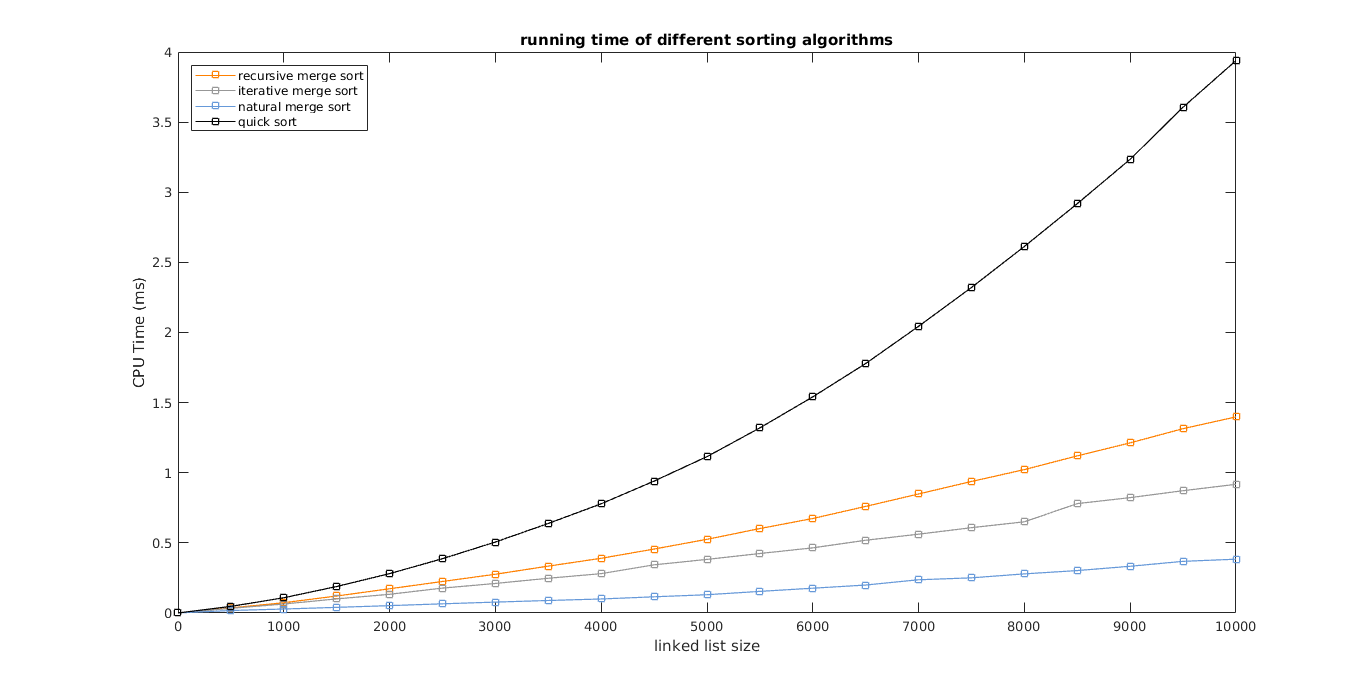 running time of different sorting algorithms
recursive merge sort
iterative merge sort
natural merge sort
quick sort
CPU Time (ms)
4
3.5
3
2.5
2
1.5
1
0.5
0
0 1000 2000 3000 4000 5000 6000 7000 8000 9000 10000
linked list size